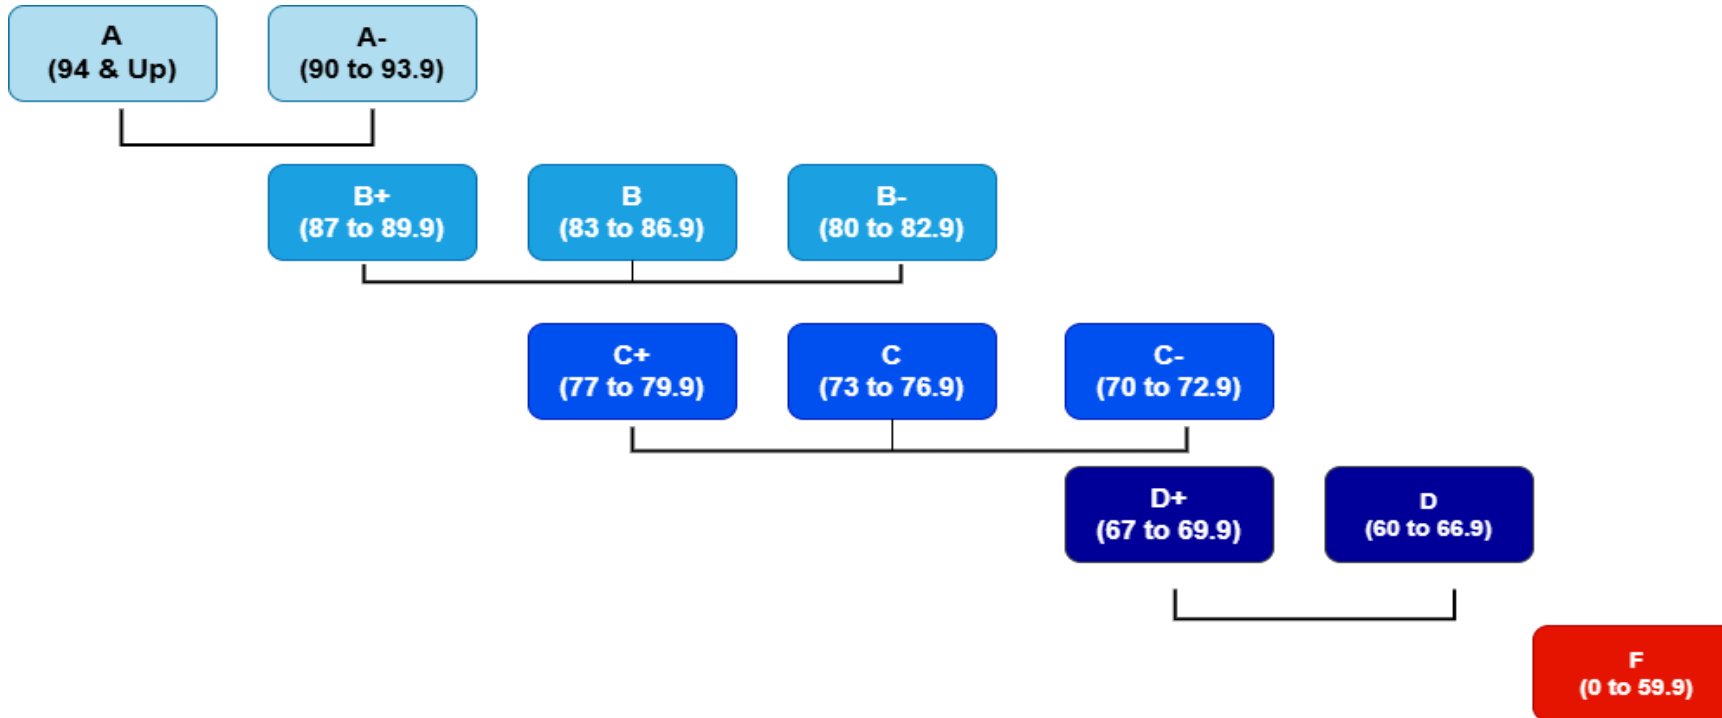 A
(94 & Up)
A-
(90 to 93.9)
B+
(87 to 89.9)
B
(83 to 86.9)
B-
(80 to 82.9)
C+
(77 to 79.9)
C
(73 to 76.9)
C-
(70 to 72.9)
D+
(67 to 69.9)
D
(60 to 66.9)
F
(0 to 59.9)